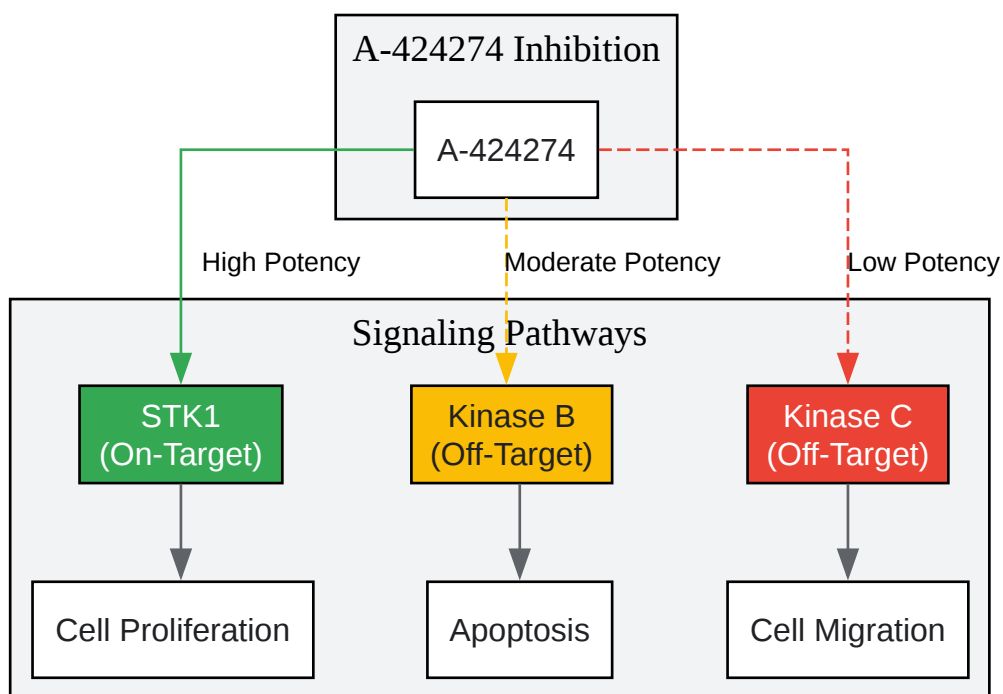 A-424274 Inhibition
A-424274
High Potency
Moderate Potency
Low Potency
Signaling Pathways
STK1
(On-Target)
Kinase B
(Off-Target)
Kinase C
(Off-Target)
Cell Proliferation
Apoptosis
Cell Migration